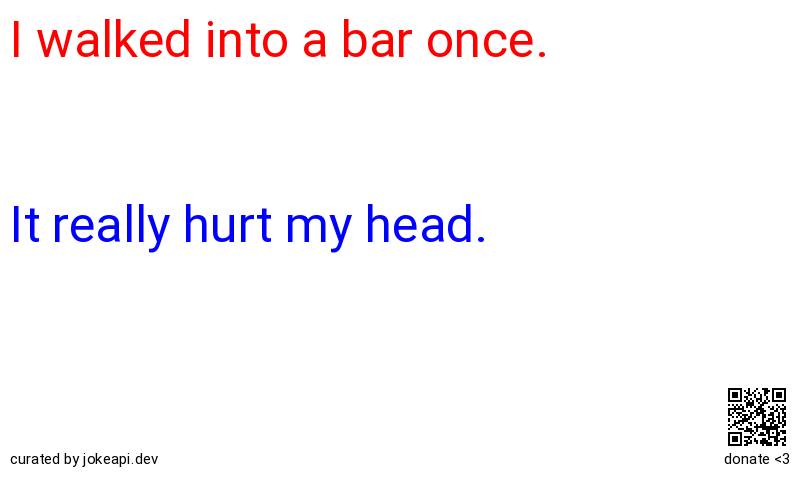 I walked into a bar once.
It really hurt my head.
curated by jokeapi.dev
donate <3